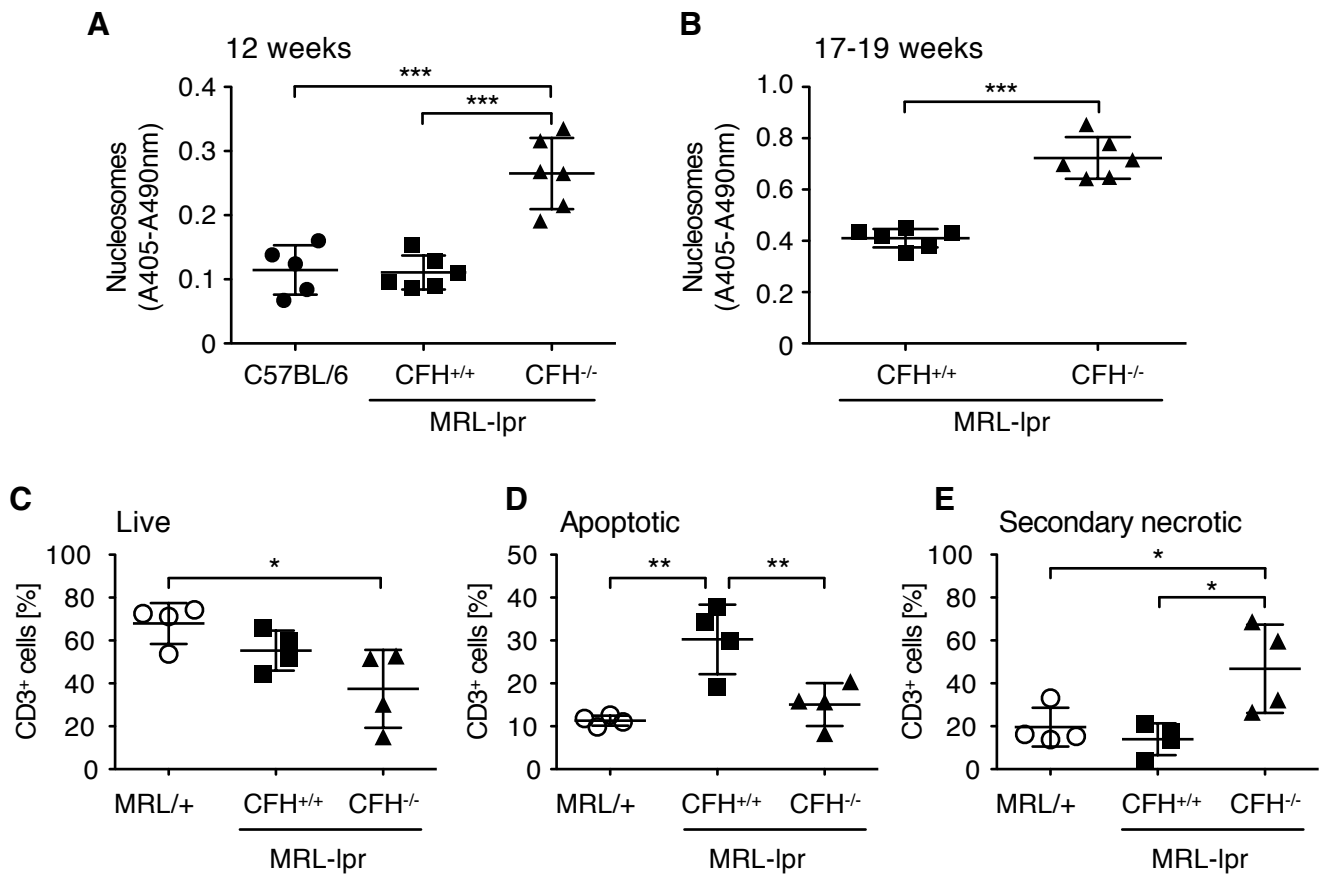 A
12 weeks
***
***
0.4
0.3
0.2
0.1
0
Nucleosomes
(A405-A490nm)
C57BL/6
CFH+/+
CFH-/-
MRL-lpr
B
17-19 weeks
***
1.0
0.8
0.6
0.4
0.2
0
Nucleosomes
(A405-A490nm)
CFH+/+
CFH-/-
MRL-lpr
C
Live
*
100
80
60
40
20
0
CD3+ cells [%]
MRL/+
CFH+/+
CFH-/-
MRL-lpr
D
Apoptotic
**
**
50
40
30
20
10
0
CD3+ cells [%]
MRL/+
CFH+/+
CFH-/-
MRL-lpr
E
Secondary necrotic
*
*
100
80
60
40
20
0
CD3+ cells [%]
MRL/+
CFH+/+
CFH-/-
MRL-lpr